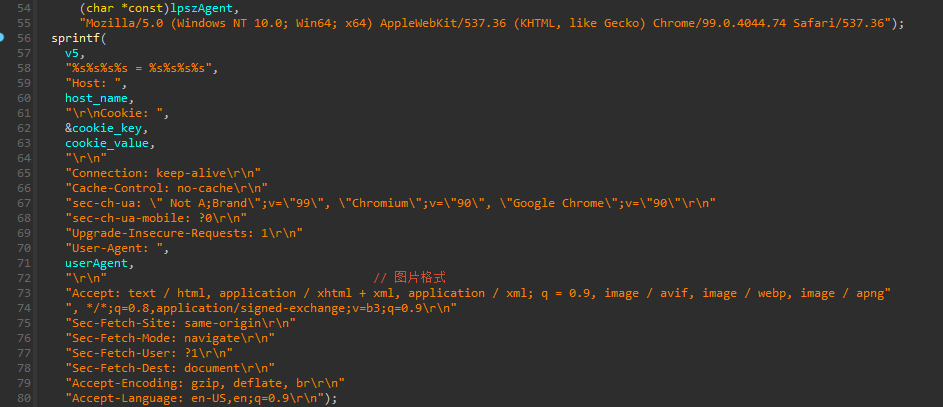 54 (char *const)lpszAgent,
55 "Mozilla/5.0 (Windows NT 10.0; Win64; x64) AppleWebKit/537.36 (KHTML, like Gecko) Chrome/99.0.4044.74 Safari/537.36");
56 sprintf(
57 v5,
58 "%s%s%s%s = %s%s%s%s",
59 "Host: ",
60 host_name,
61 "\r\nCookie: ",
62 &cookie_key,
63 cookie_value,
64 "\r\n"
65 "Connection: keep-alive\r\n"
66 "Cache-Control: no-cache\r\n"
67 "sec-ch-ua: \" Not A;Brand\";v=\"99\", \"Chromium\";v=\"90\", \"Google Chrome\";v=\"90\"\r\n"
68 "sec-ch-ua-mobile: ?0\r\n"
69 "Upgrade-Insecure-Requests: 1\r\n"
70 "User-Agent: ",
71 userAgent,
72 "\r\n" // 图片格式
73 "Accept: text / html, application / xhtml + xml, application / xml; q = 0.9, image / avif, image / webp, image / apng"
74 ", */*;q=0.8,application/signed-exchange;v=b3;q=0.9\r\n"
75 "Sec-Fetch-Site: same-origin\r\n"
76 "Sec-Fetch-Mode: navigate\r\n"
77 "Sec-Fetch-User: ?1\r\n"
78 "Sec-Fetch-Dest: document\r\n"
79 "Accept-Encoding: gzip, deflate, br\r\n"
80 "Accept-Language: en-US,en;q=0.9\r\n");